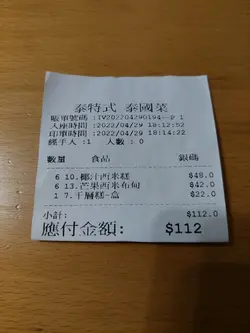 泰特式 泰國菜
賬單號碼 :IV202204290194-p 1
入座時間 :2022/04/29 18:12:52
印單時間 :2022/04/29 18:14:22
經手人 :1 人數 :0
數量 食品 銀碼
6 10.椰汁西米糕 $48.0
6 13.芒果西米布甸 $42.0
1 7.千層糕-盒 $22.0
小計: $112.0
應付金額: $112